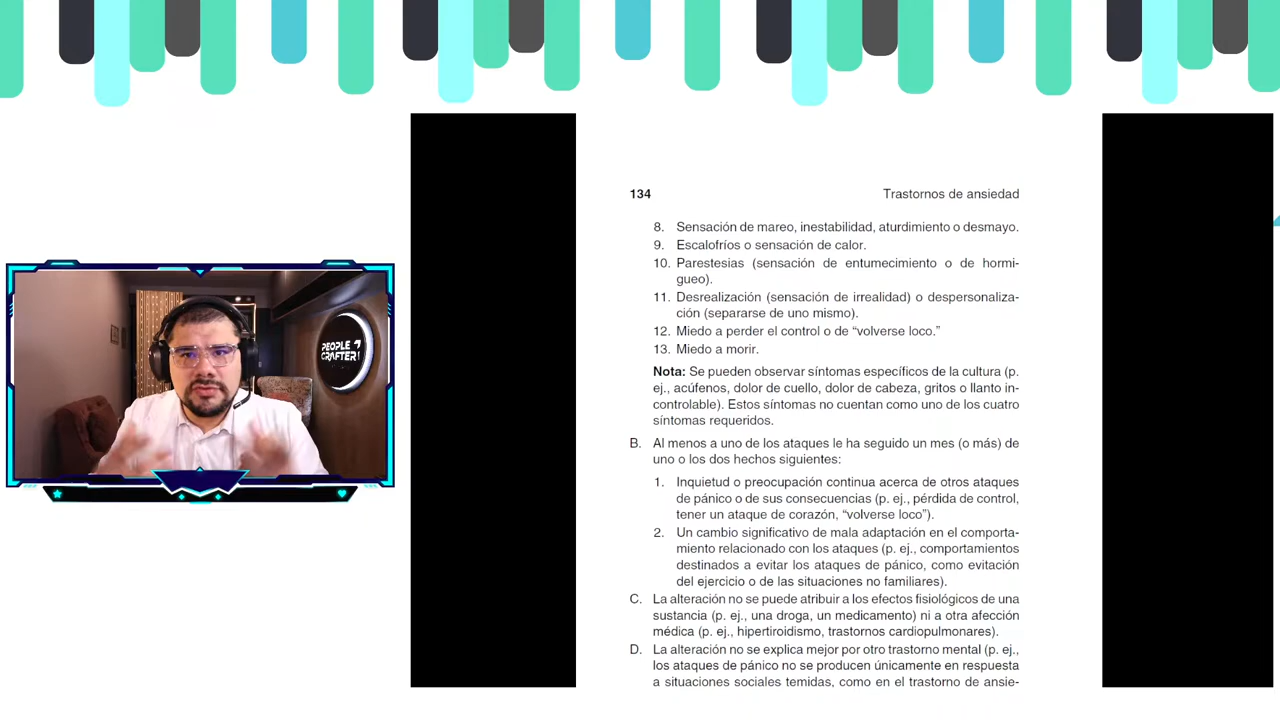 PEOPLE
CRAFTER!
134
Trastornos de ansiedad
8. Sensación de mareo, inestabilidad, aturdimiento o desmayo.
9. Escalofríos o sensación de calor.
10. Parestesias (sensación de entumecimiento o de hormi-
gueo).
11. Desrealización (sensación de irrealidad) o despersonaliza-
ción (separarse de uno mismo).
12. Miedo a perder el control o de “volverse loco.”
13. Miedo a morir.
Nota: Se pueden observar síntomas específicos de la cultura (p.
ej., acúfenos, dolor de cuello, dolor de cabeza, gritos o llanto in-
controlable). Estos síntomas no cuentan como uno de los cuatro
síntomas requeridos.
B. Al menos a uno de los ataques le ha seguido un mes (o más) de
uno o los dos hechos siguientes:
1. Inquietud o preocupación continua acerca de otros ataques
de pánico o de sus consecuencias (p. ej., pérdida de control,
tener un ataque de corazón, “volverse loco”).
2. Un cambio significativo de mala adaptación en el comporta-
miento relacionado con los ataques (p. ej., comportamientos
destinados a evitar los ataques de pánico, como evitación
del ejercicio o de las situaciones no familiares).
C. La alteración no se puede atribuir a los efectos fisiológicos de una
sustancia (p. ej., una droga, un medicamento) ni a otra afección
médica (p. ej., hipertiroidismo, trastornos cardiopulmonares).
D. La alteración no se explica mejor por otro trastorno mental (p. ej.,
los ataques de pánico no se producen únicamente en respuesta
a situaciones sociales temidas, como en el trastorno de ansie-